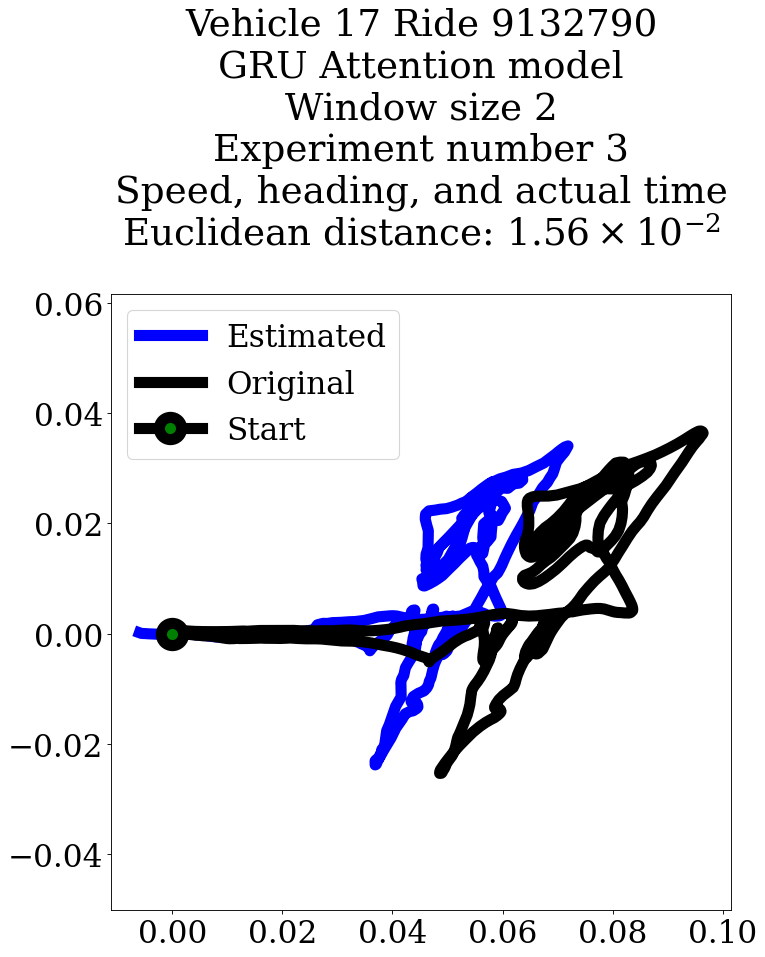 Vehicle 17 Ride 9132790
GRU Attention model
Window size 2
Experiment number 3
Speed, heading, and actual time
Euclidean distance: 1.56 × 10⁻²
0.06
0.04
0.02
0.00
−0.02
−0.04
Estimated
Original
Start
0.00 0.02 0.04 0.06 0.08 0.10